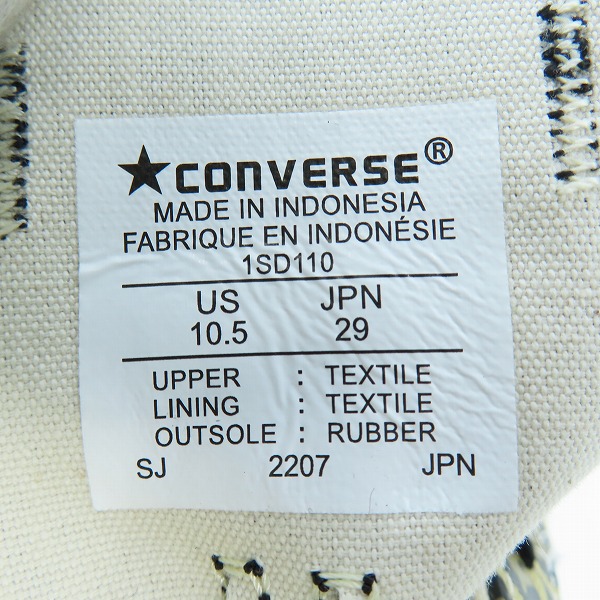 ★CONVERSE®
MADE IN INDONESIA
FABRIQUE EN INDONÉSIE
1SD110
US JPN
10.5 29
UPPER : TEXTILE
LINING : TEXTILE
OUTSOLE : RUBBER
SJ 2207 JPN